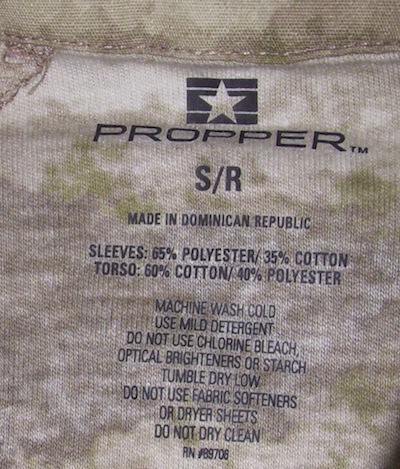 PROPPER™
S/R
MADE IN DOMINICAN REPUBLIC
SLEEVES: 65% POLYESTER/ 35% COTTON
TORSO: 60% COTTON/ 40% POLYESTER
MACHINE WASH COLD
USE MILD DETERGENT
DO NOT USE CHLORINE BLEACH,
OPTICAL BRIGHTENERS OR STARCH
TUMBLE DRY LOW
DO NOT USE FABRIC SOFTENERS
OR DRYER SHEETS
DO NOT DRY CLEAN
RN #89706